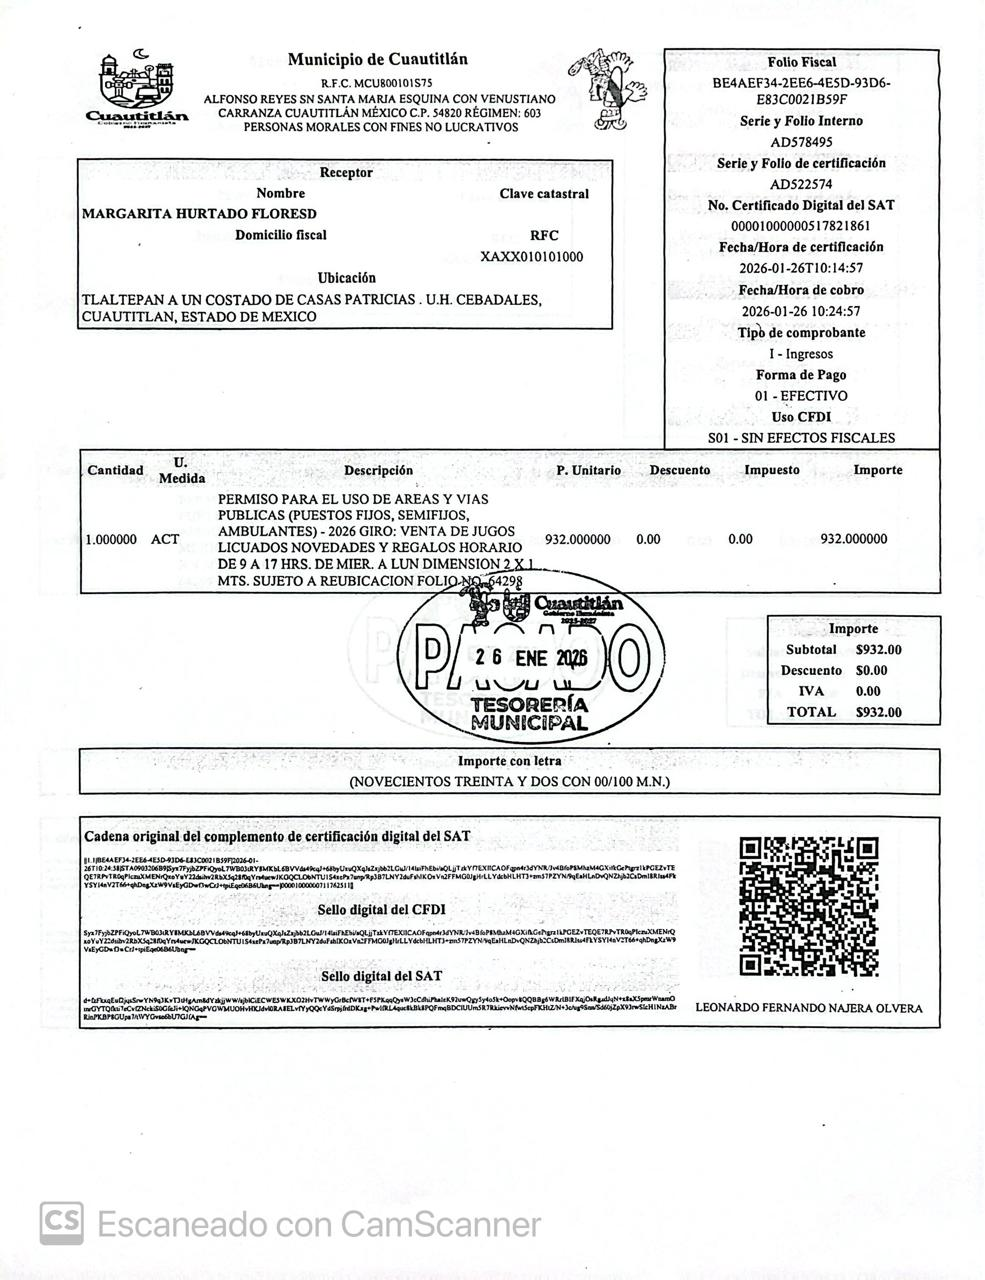 Cuautitlán
Gobierno Humanista
2025-2027
Municipio de Cuautitlán
R.F.C. MCU800101S75
ALFONSO REYES SN SANTA MARIA ESQUINA CON VENUSTIANO
CARRANZA CUAUTITLÁN MÉXICO C.P. 54820 RÉGIMEN: 603
PERSONAS MORALES CON FINES NO LUCRATIVOS
Folio Fiscal
BE4AEF34-2EE6-4E5D-93D6-
E83C0021B59F
Serie y Folio Interno
AD578495
Serie y Folio de certificación
AD522574
No. Certificado Digital del SAT
00001000000517821861
Fecha/Hora de certificación
2026-01-26T10:14:57
Fecha/Hora de cobro
2026-01-26 10:24:57
Tipo de comprobante
I - Ingresos
Forma de Pago
01 - EFECTIVO
Uso CFDI
S01 - SIN EFECTOS FISCALES
Receptor
Nombre Clave catastral
MARGARITA HURTADO FLORESD
Domicilio fiscal RFC
XAXX010101000
Ubicación
TLALTEPAN A UN COSTADO DE CASAS PATRICIAS . U.H. CEBADALES,
CUAUTITLAN, ESTADO DE MEXICO
Cantidad U. Medida Descripción P. Unitario Descuento Impuesto Importe
PERMISO PARA EL USO DE AREAS Y VIAS
PUBLICAS (PUESTOS FIJOS, SEMIFIJOS,
AMBULANTES) - 2026 GIRO: VENTA DE JUGOS
1.000000 ACT LICUADOS NOVEDADES Y REGALOS HORARIO 932.000000 0.00 0.00 932.000000
DE 9 A 17 HRS. DE MIER. A LUN DIMENSION 2 X 1
MTS. SUJETO A REUBICACION FOLIO NO. 64298
Cuautitlán
Gobierno Humanista
2025-2027
PAGADO
26 ENE 2026
TESORERÍA
MUNICIPAL
Importe
Subtotal $932.00
Descuento $0.00
IVA 0.00
TOTAL $932.00
Importe con letra
(NOVECIENTOS TREINTA Y DOS CON 00/100 M.N.)
Cadena original del complemento de certificación digital del SAT
Sello digital del CFDI
Sello digital del SAT
LEONARDO FERNANDO NAJERA OLVERA
CS Escaneado con CamScanner